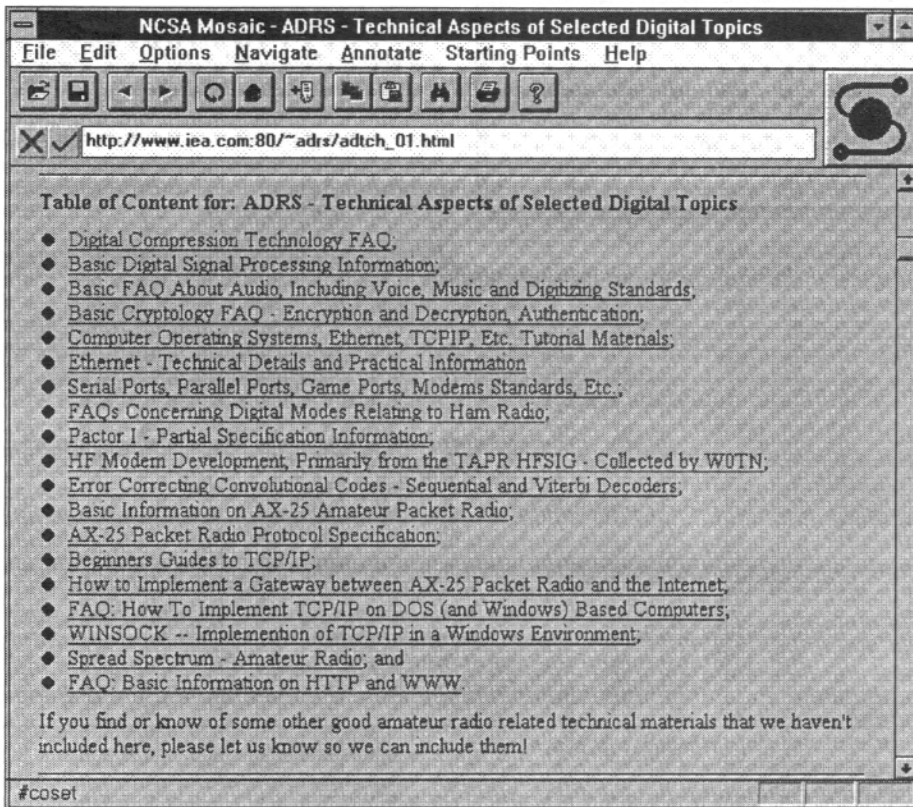 NCSA Mosaic - ADRS - Technical Aspects of Selected Digital Topics
File Edit Options Navigate Annotate Starting Points Help
http://www.iea.com:80/~adrs/adtch_01.html
Table of Content for: ADRS - Technical Aspects of Selected Digital Topics
Digital Compression Technology FAQ;
Basic Digital Signal Processing Information;
Basic FAQ About Audio, Including Voice, Music and Digitizing Standards;
Basic Cryptology FAQ - Encryption and Decryption, Authentication;
Computer Operating Systems, Ethernet, TCPIP, Etc. Tutorial Materials;
Ethernet - Technical Details and Practical Information
Serial Ports, Parallel Ports, Game Ports, Modems Standards, Etc.;
FAQs Concerning Digital Modes Relating to Ham Radio;
Pactor I - Partial Specification Information;
HF Modem Development, Primarily from the TAPR HFSIG - Collected by W0TN;
Error Correcting Convolutional Codes - Sequential and Viterbi Decoders;
Basic Information on AX-25 Amateur Packet Radio;
AX-25 Packet Radio Protocol Specification;
Beginners Guides to TCP/IP;
How to Implement a Gateway between AX-25 Packet Radio and the Internet;
FAQ: How To Implement TCP/IP on DOS (and Windows) Based Computers;
WINSOCK -- Implemention of TCP/IP in a Windows Environment;
Spread Spectrum - Amateur Radio; and
FAQ: Basic Information on HTTP and WWW.
If you find or know of some other good amateur radio related technical materials that we haven't
included here, please let us know so we can include them!
#coset